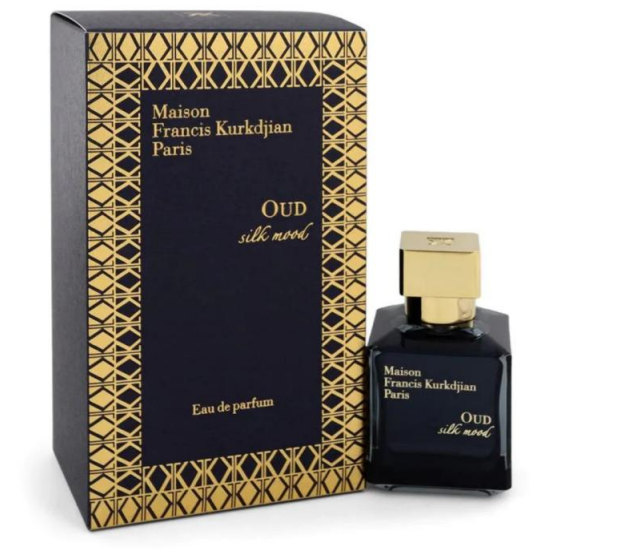 Maison
Francis Kurkdjian
Paris
OUD
silk mood
Eau de parfum
Maison
Francis Kurkdjian
Paris
OUD
silk mood